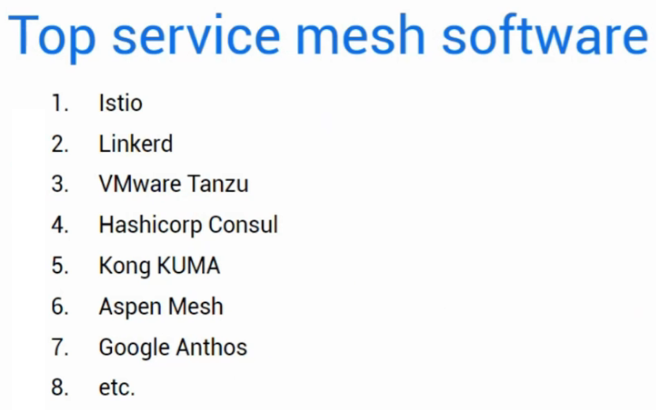 Top service mesh software
1. Istio
2. Linkerd
3. VMware Tanzu
4. Hashicorp Consul
5. Kong KUMA
6. Aspen Mesh
7. Google Anthos
8. etc.